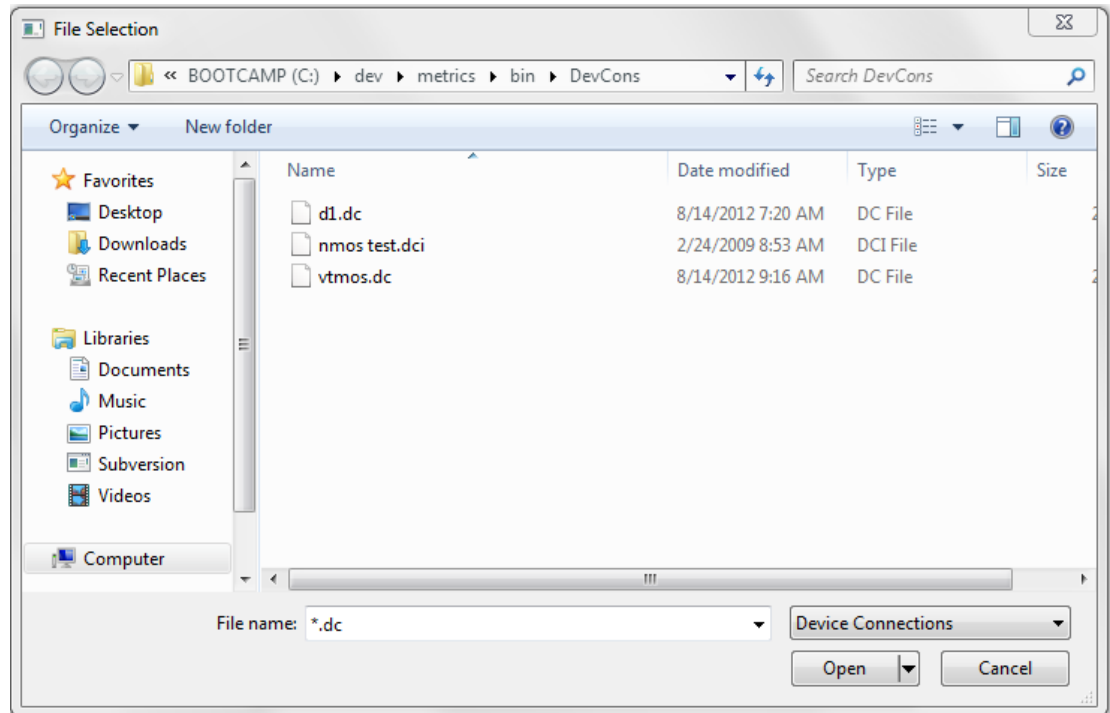 File Selection
« BOOTCAMP (C:) ▸ dev ▸ metrics ▸ bin ▸ DevCons Search DevCons
Organize New folder
Name Date modified Type Size
Favorites
Desktop
Downloads
Recent Places
Libraries
Documents
Music
Pictures
Subversion
Videos
Computer
d1.dc 8/14/2012 7:20 AM DC File
nmos test.dci 2/24/2009 8:53 AM DCI File
vtmos.dc 8/14/2012 9:16 AM DC File
File name: *.dc Device Connections
Open Cancel